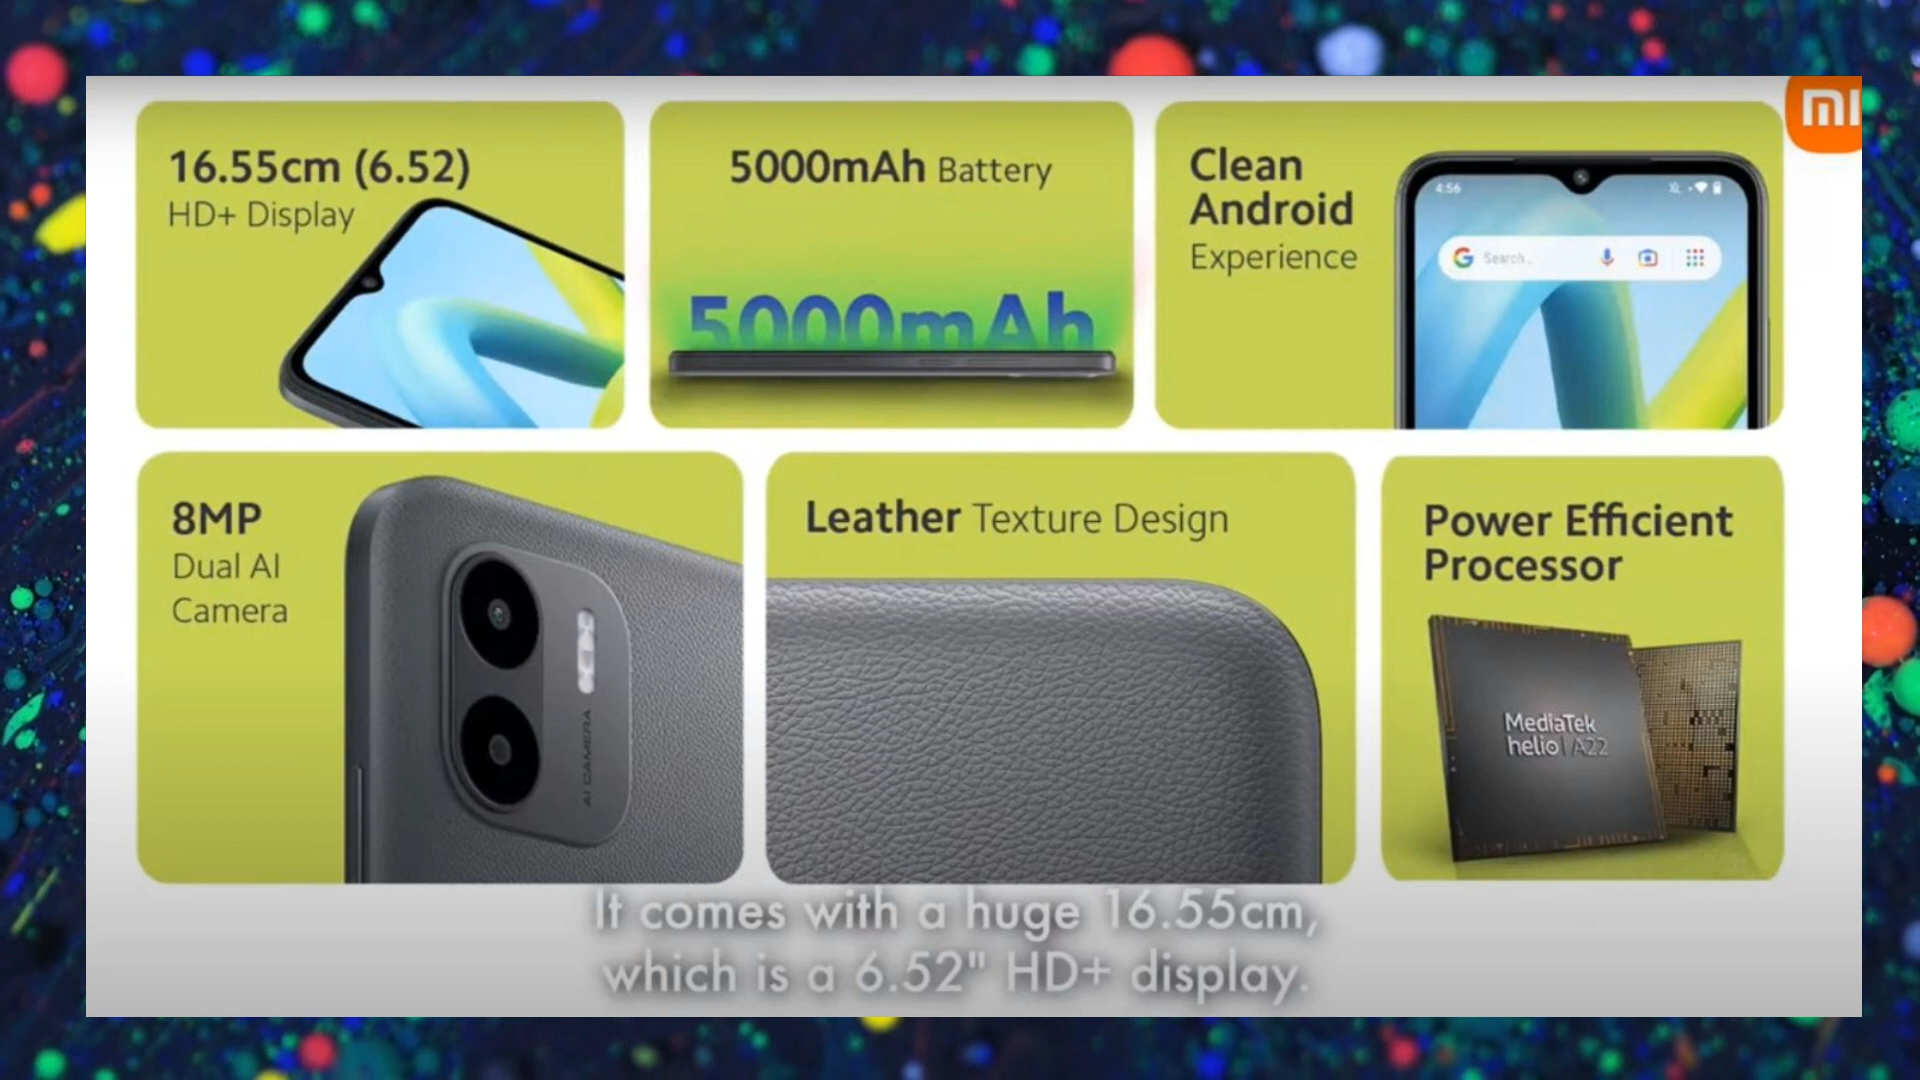 mi
16.55cm (6.52)
HD+ Display
5000mAh Battery
5000mAh
Clean
Android
Experience
4:56
Search..
8MP
Dual AI
Camera
AI CAMERA
Leather Texture Design
Power Efficient
Processor
MediaTek
helio A22
It comes with a huge 16.55cm,
which is a 6.52" HD+ display.